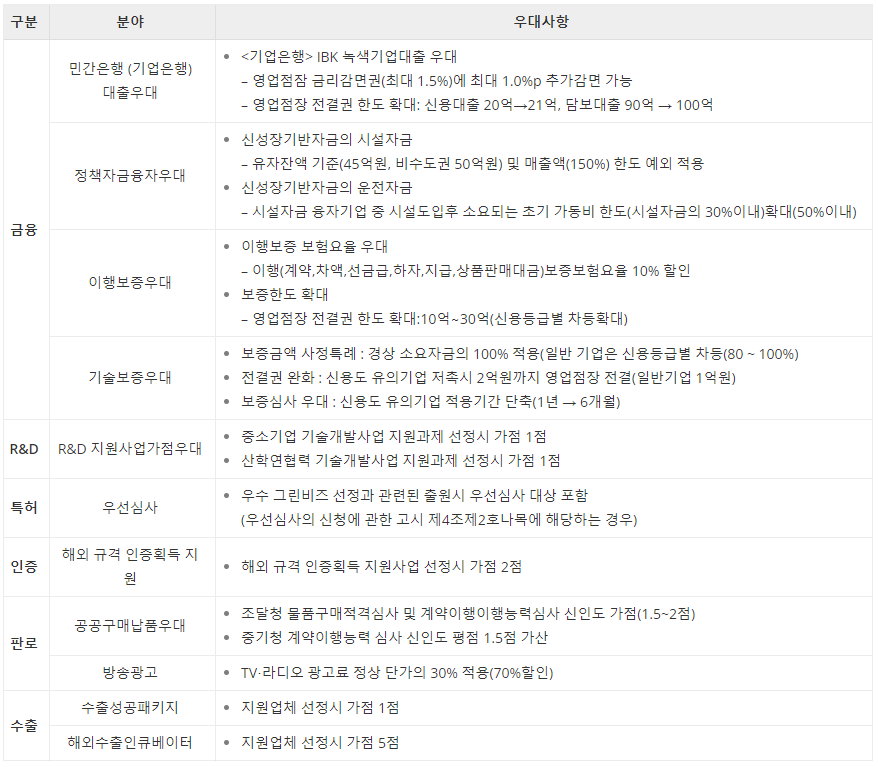 구분 분야 우대사항
금융
민간은행 (기업은행)
대출우대
<기업은행> IBK 녹색기업대출 우대
– 영업점잠 금리감면권(최대 1.5%)에 최대 1.0%p 추가감면 가능
– 영업점장 전결권 한도 확대: 신용대출 20억→21억, 담보대출 90억 → 100억
정책자금융자우대
신성장기반자금의 시설자금
– 유자잔액 기준(45억원, 비수도권 50억원) 및 매출액(150%) 한도 예외 적용
신성장기반자금의 운전자금
– 시설자금 융자기업 중 시설도입후 소요되는 초기 가동비 한도(시설자금의 30%이내)확대(50%이내)
이행보증우대
이행보증 보험요율 우대
– 이행(계약,차액,선금급,하자,지급,상품판매대금)보증보험요율 10% 할인
보증한도 확대
– 영업점장 전결권 한도 확대:10억~30억(신용등급별 차등확대)
기술보증우대
보증금액 사정특례 : 경상 소요자금의 100% 적용(일반 기업은 신용등급별 차등(80 ~ 100%)
전결권 완화 : 신용도 유의기업 저촉시 2억원까지 영업점장 전결(일반기업 1억원)
보증심사 우대 : 신용도 유의기업 적용기간 단축(1년 → 6개월)
R&D
R&D 지원사업가점우대
중소기업 기술개발사업 지원과제 선정시 가점 1점
산학연협력 기술개발사업 지원과제 선정시 가점 1점
특허
우선심사
우수 그린비즈 선정과 관련된 출원시 우선심사 대상 포함
(우선심사의 신청에 관한 고시 제4조제2호나목에 해당하는 경우)
인증
해외 규격 인증획득 지
원
해외 규격 인증획득 지원사업 선정시 가점 2점
판로
공공구매납품우대
조달청 물품구매적격심사 및 계약이행이행능력심사 신인도 가점(1.5~2점)
중기청 계약이행능력 심사 신인도 평점 1.5점 가산
방송광고
TV·라디오 광고료 정상 단가의 30% 적용(70%할인)
수출
수출성공패키지
지원업체 선정시 가점 1점
해외수출인큐베이터
지원업체 선정시 가점 5점